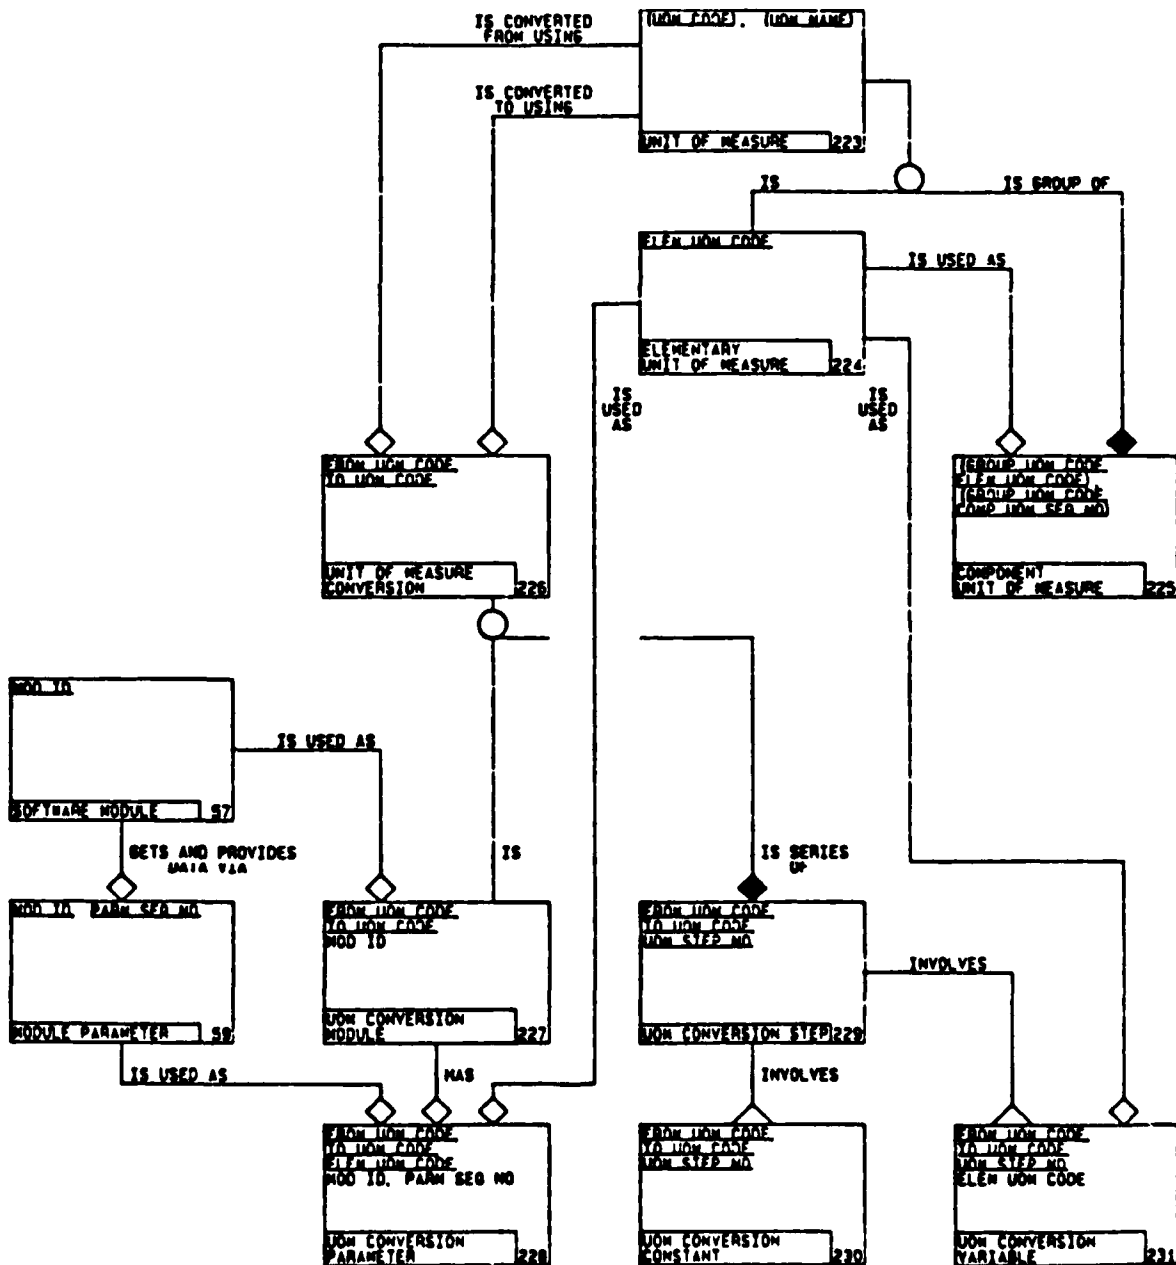 IS CONVERTED
FROM USING
(UOM CODE), (UOM NAME)
IS CONVERTED
TO USING
UNIT OF MEASURE 223
IS
IS GROUP OF
ELEM UOM CODE
IS USED AS
ELEMENTARY
UNIT OF MEASURE 224
IS
USED
AS
IS
USED
AS
FROM UOM CODE
TO UOM CODE
(GROUP UOM CODE
ELEM UOM CODE)
(GROUP UOM CODE
COMP UOM SEQ NO)
UNIT OF MEASURE
CONVERSION 226
COMPONENT
UNIT OF MEASURE 225
MOD ID
IS USED AS
SOFTWARE MODULE 57
GETS AND PROVIDES
DATA VIA
IS
IS SERIES
OF
MOD ID PARM SEQ NO
FROM UOM CODE
TO UOM CODE
MOD ID
FROM UOM CODE
TO UOM CODE
UOM STEP NO
INVOLVES
MODULE PARAMETER
UOM CONVERSION
MODULE 227
UOM CONVERSION STEP 229
IS USED AS
HAS
INVOLVES
FROM UOM CODE
TO UOM CODE
ELEM UOM CODE
MOD ID, PARM SEQ NO
FROM UOM CODE
TO UOM CODE
UOM STEP NO
FROM UOM CODE
TO UOM CODE
UOM STEP NO
ELEM UOM CODE
UOM CONVERSION
PARAMETER 228
UOM CONVERSION
CONSTANT 230
UOM CONVERSION
VARIABLE 231